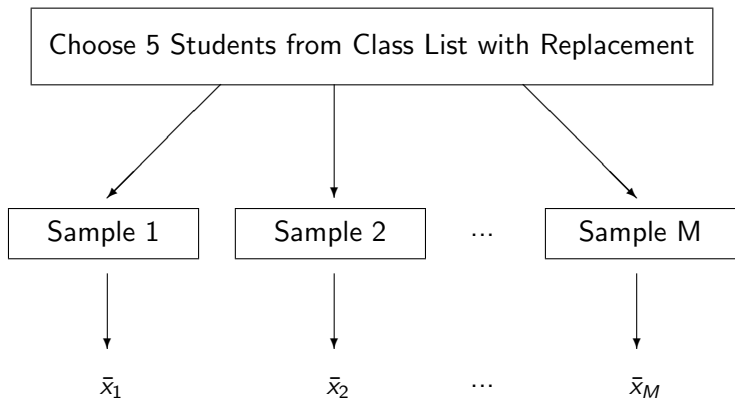 Choose 5 Students from Class List with Replacement
Sample 1 Sample 2 ... Sample M
x̄₁ x̄₂ ... x̄_M